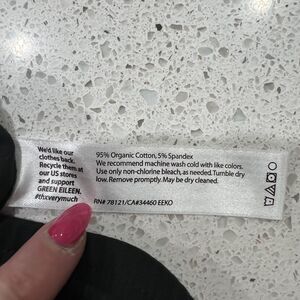 We'd like our
clothes back.
Recycle them at
our US stores
and support
GREEN EILEEN.
#thxverymuch
95% Organic Cotton, 5% Spandex
We recommend machine wash cold with like colors.
Use only non-chlorine bleach, as needed. Tumble dry
low. Remove promptly. May be dry cleaned.
RN# 78121/CA#34460 EEKO